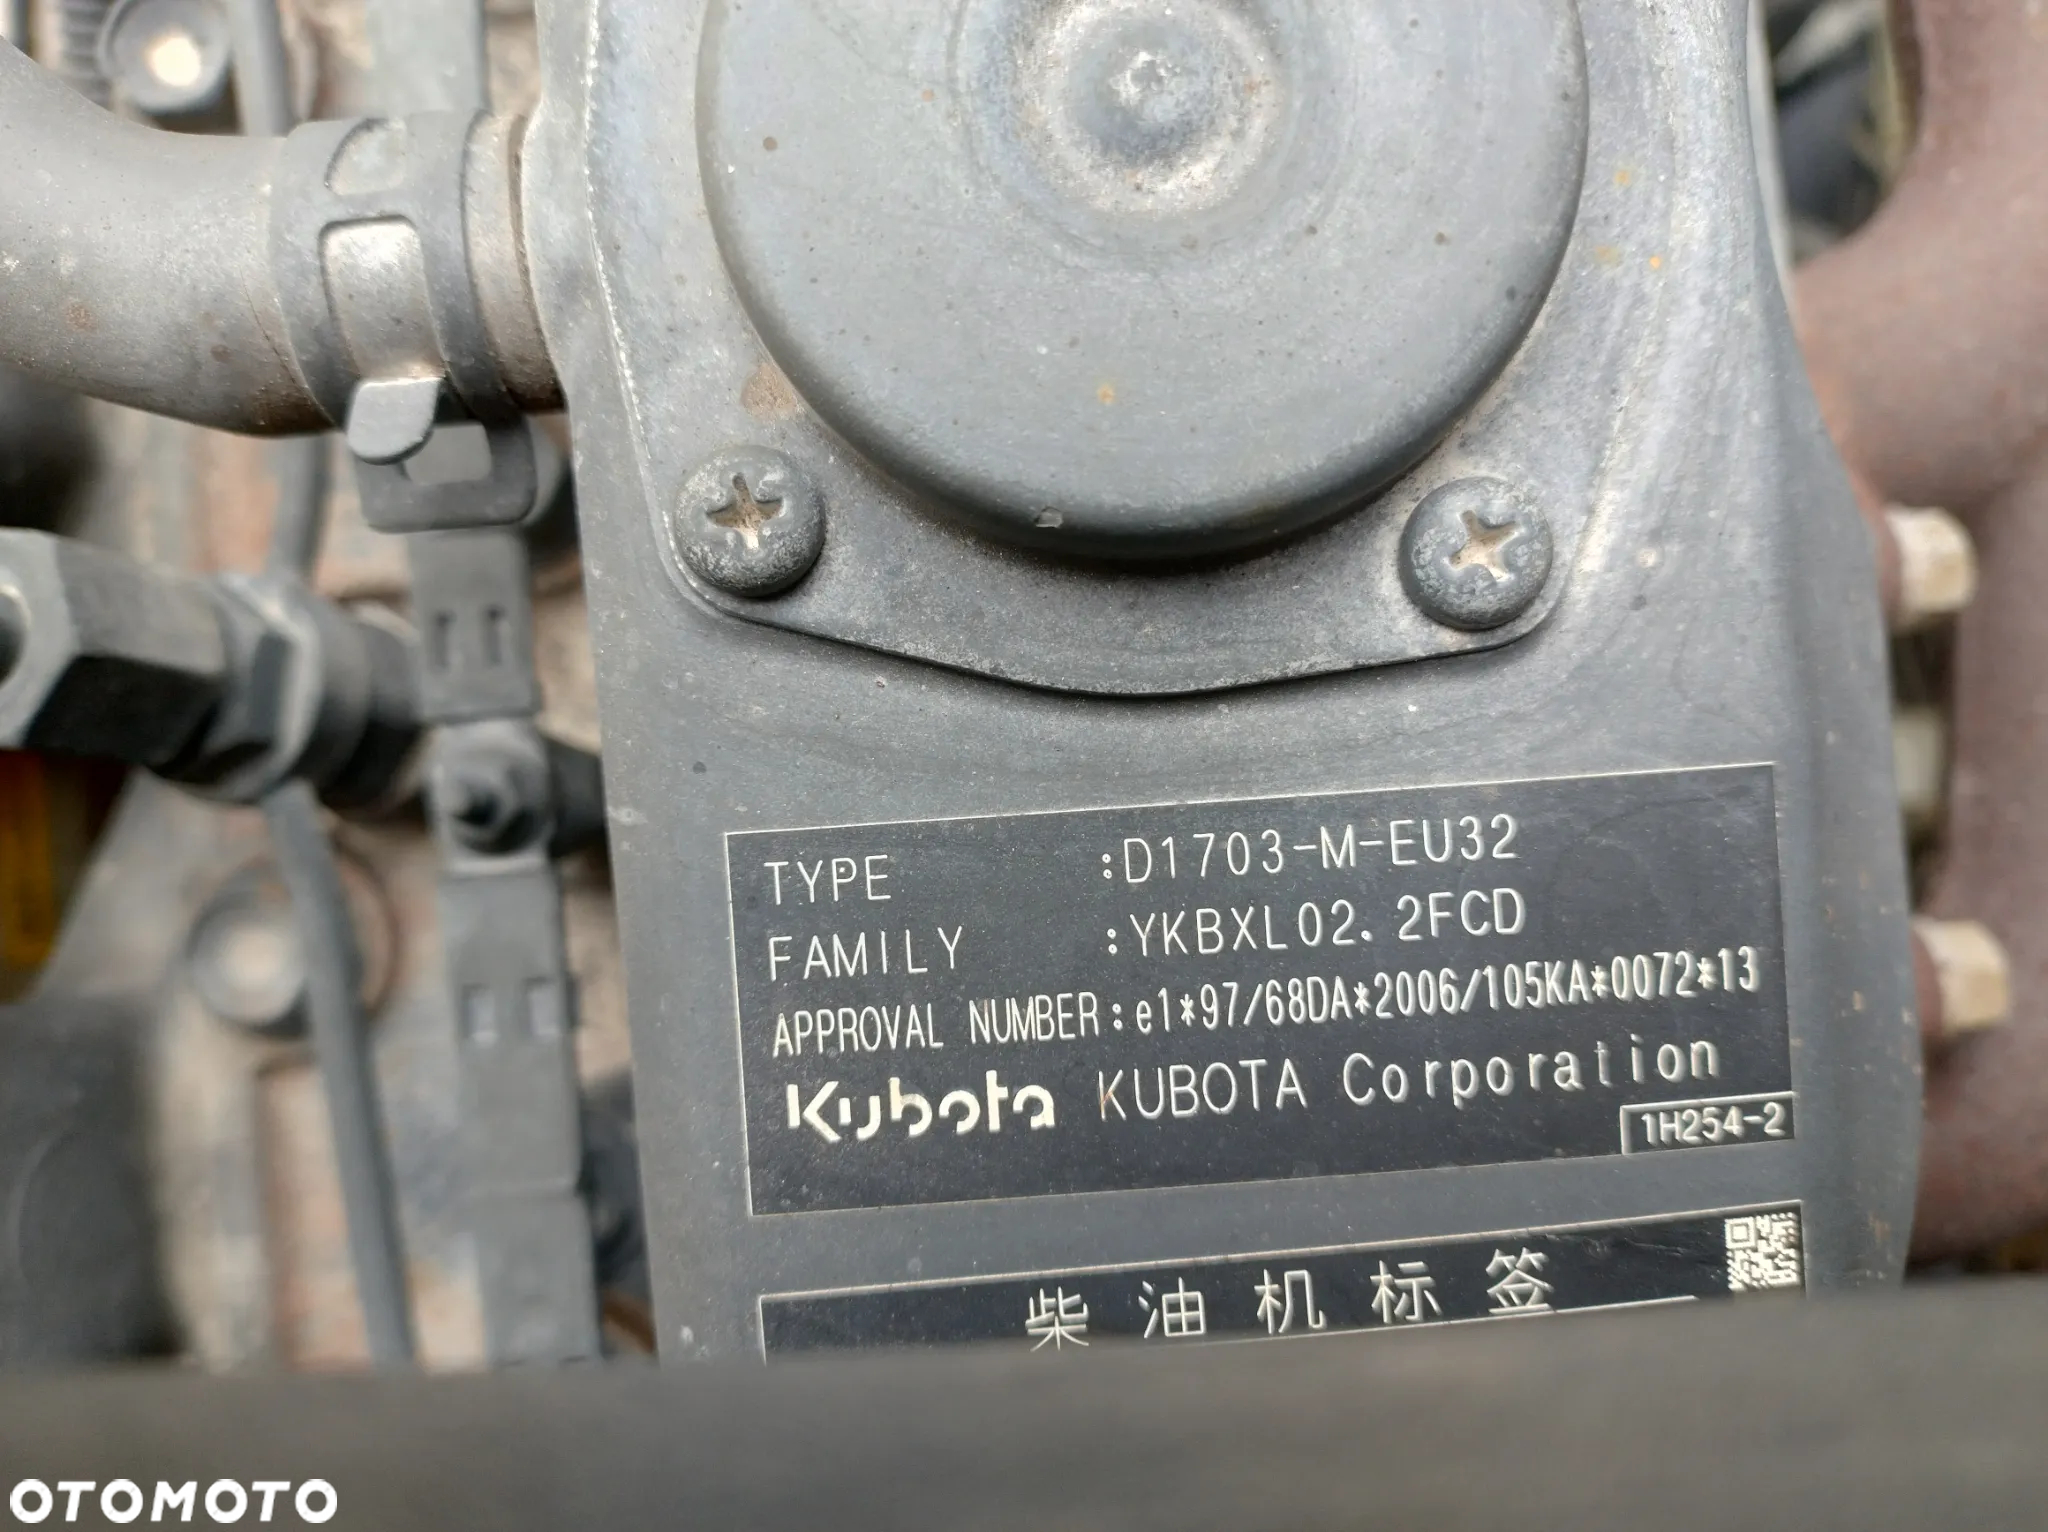 TYPE :D1703-M-EU32
FAMILY :YKBXL02.2FCD
APPROVAL NUMBER:e1*97/68DA*2006/105KA*0072*13
Kubota KUBOTA Corporation
1H254-2
柴油机标签
OTOMOTO